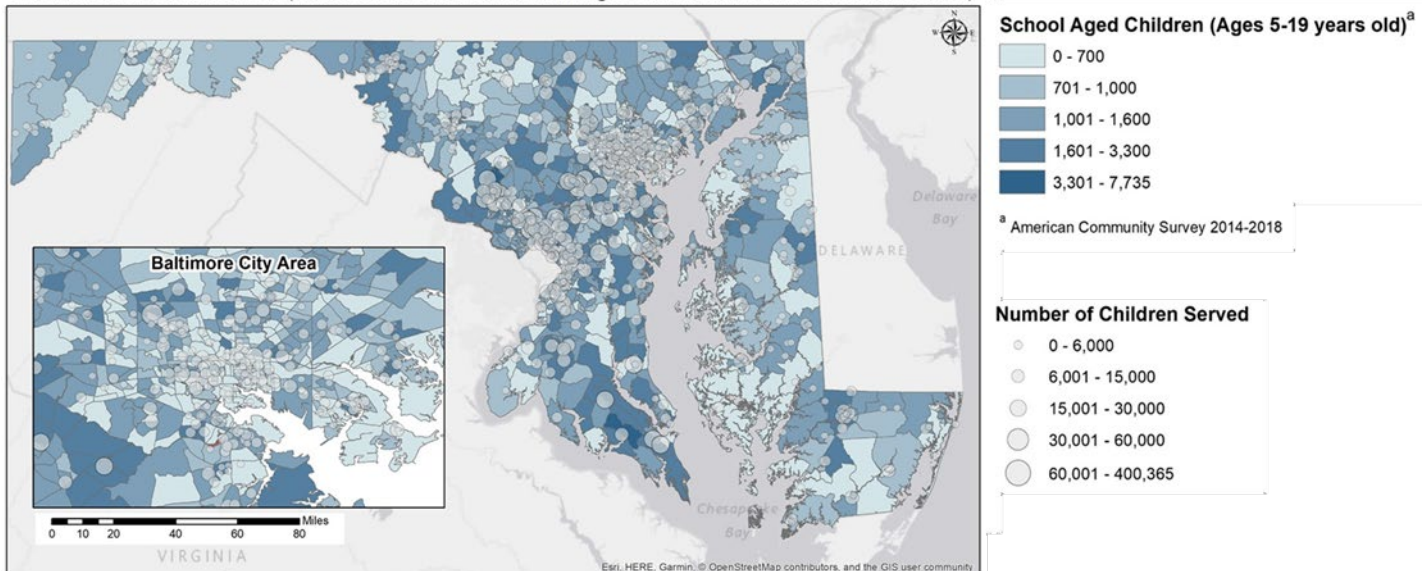 N
W E
S
DELAWARE
Delaware
Bay
Baltimore City Area
Miles
0 10 20 40 60 80
VIRGINIA
Chesapeake
Bay
Esri, HERE, Garmin, © OpenStreetMap contributors, and the GIS user community
School Aged Children (Ages 5-19 years old)ᵃ
0 - 700
701 - 1,000
1,001 - 1,600
1,601 - 3,300
3,301 - 7,735
ᵃ American Community Survey 2014-2018
Number of Children Served
0 - 6,000
6,001 - 15,000
15,001 - 30,000
30,001 - 60,000
60,001 - 400,365